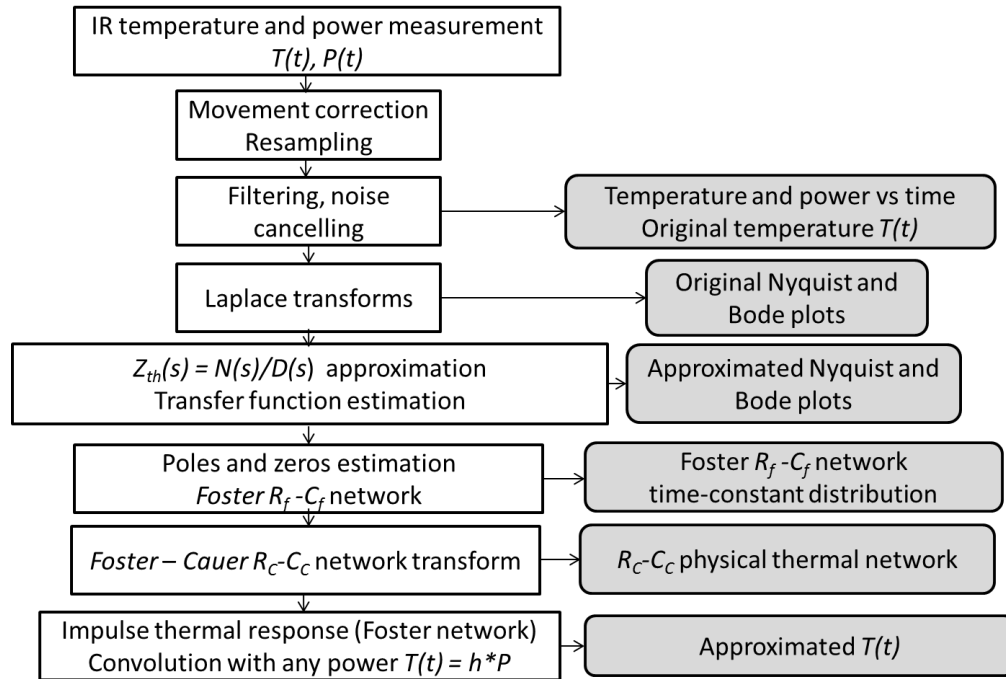 IR temperature and power measurement
T(t), P(t)
Movement correction
Resampling
Filtering, noise
cancelling
Temperature and power vs time
Original temperature T(t)
Laplace transforms
Original Nyquist and
Bode plots
Zth(s) = N(s)/D(s) approximation
Transfer function estimation
Approximated Nyquist and
Bode plots
Poles and zeros estimation
Foster Rf -Cf network
Foster Rf -Cf network
time-constant distribution
Foster – Cauer RC-CC network transform
RC-CC physical thermal network
Impulse thermal response (Foster network)
Convolution with any power T(t) = h*P
Approximated T(t)